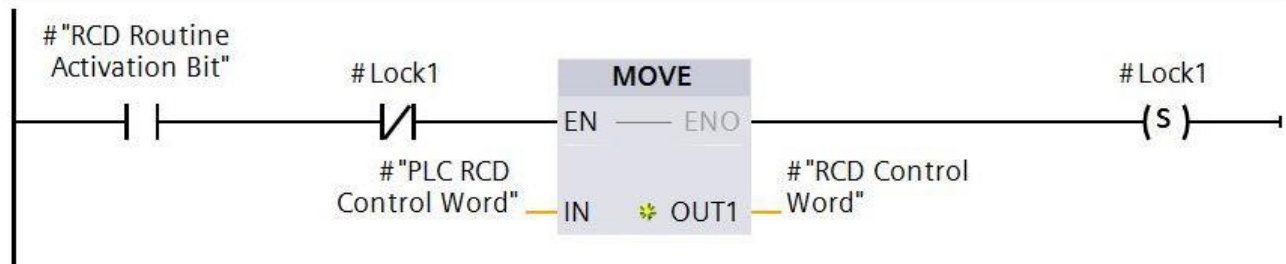 #"RCD Routine
Activation Bit"
#Lock1
MOVE
#Lock1
S
EN
ENO
#"PLC RCD
Control Word"
IN
OUT1
#"RCD Control
Word"